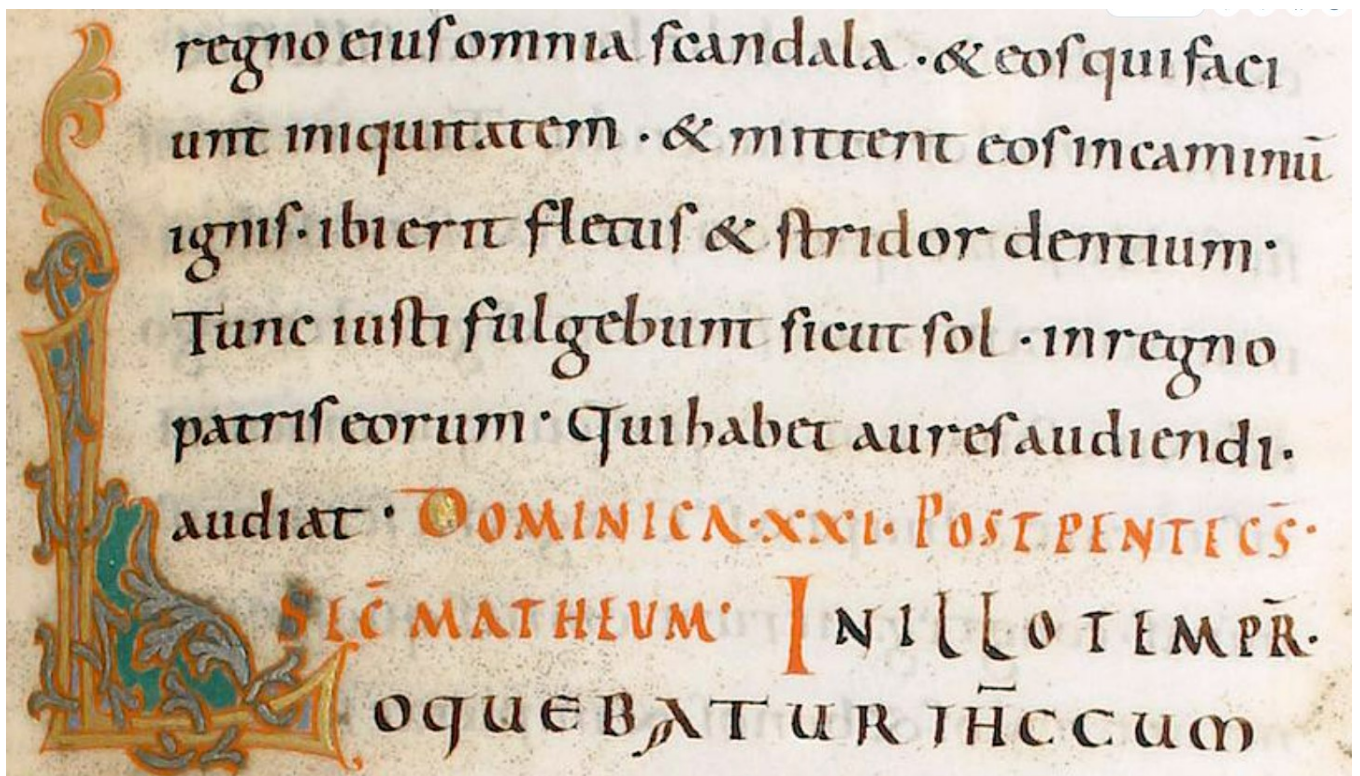 regno eiuſ omnia ſcandala · & eoſ qui faci
unt iniquitatem · & mittent eoſ in caminū
igniſ · ibi erit fletuſ & ſtridor dentium ·
Tunc iuſti fulgebunt ſicut ſol · in regno
patriſ eorum · Qui habet aureſ audiendi ·
audiat · DOMINICA · XXI · POST PENTECS̄ ·
SEC̄ MATHEUM · IN ILLO TEMPR̄ ·
LOQUEBATUR IH̄C CUM